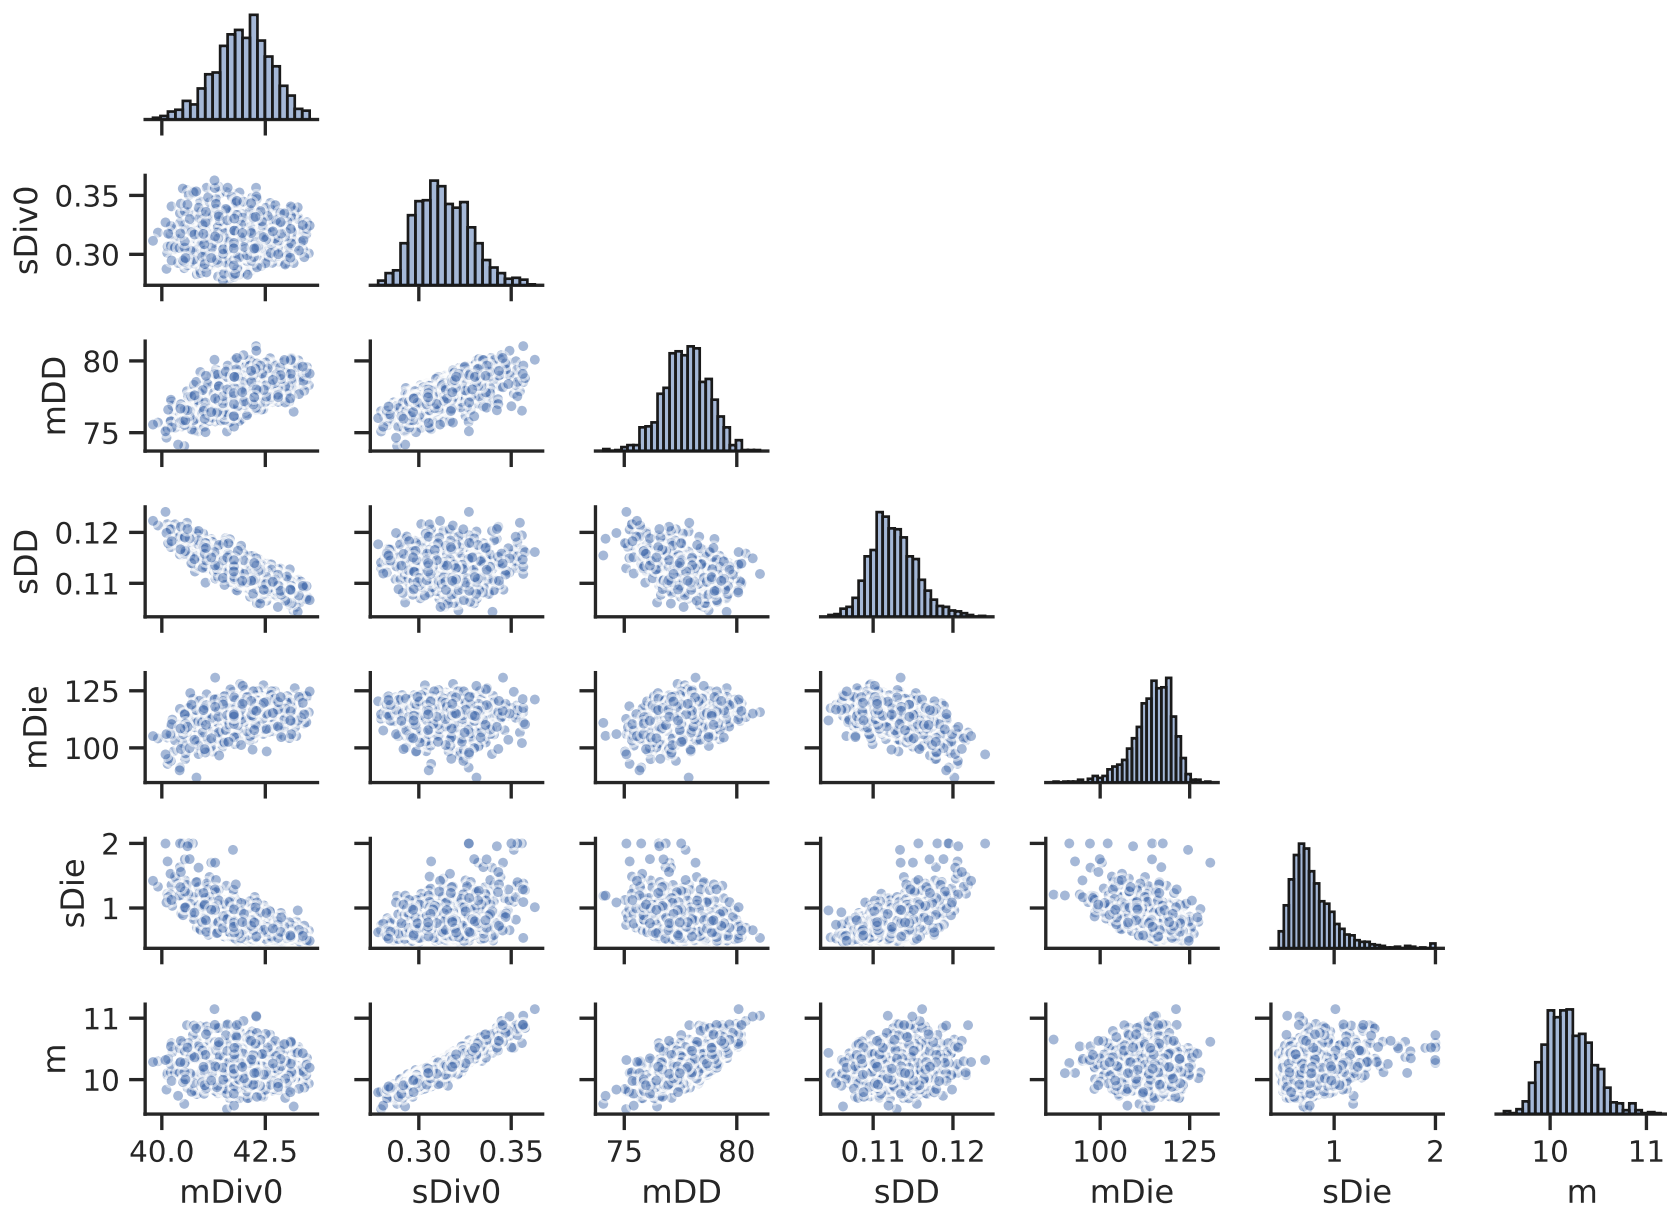 sDiv0
0.35
0.30
mDD
80
75
sDD
0.12
0.11
mDie
125
100
sDie
2
1
m
11
10
40.0 42.5 0.30 0.35 75 80 0.11 0.12 100 125 1 2 10 11
mDiv0 sDiv0 mDD sDD mDie sDie m